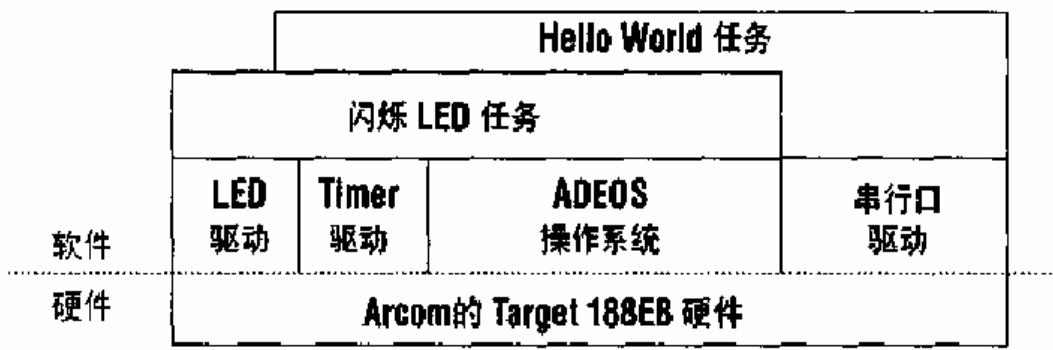 Hello World 任务
闪烁 LED 任务
LED
驱动
Timer
驱动
ADEOS
操作系统
串行口
驱动
软件
硬件
Arcom的 Target 188EB 硬件